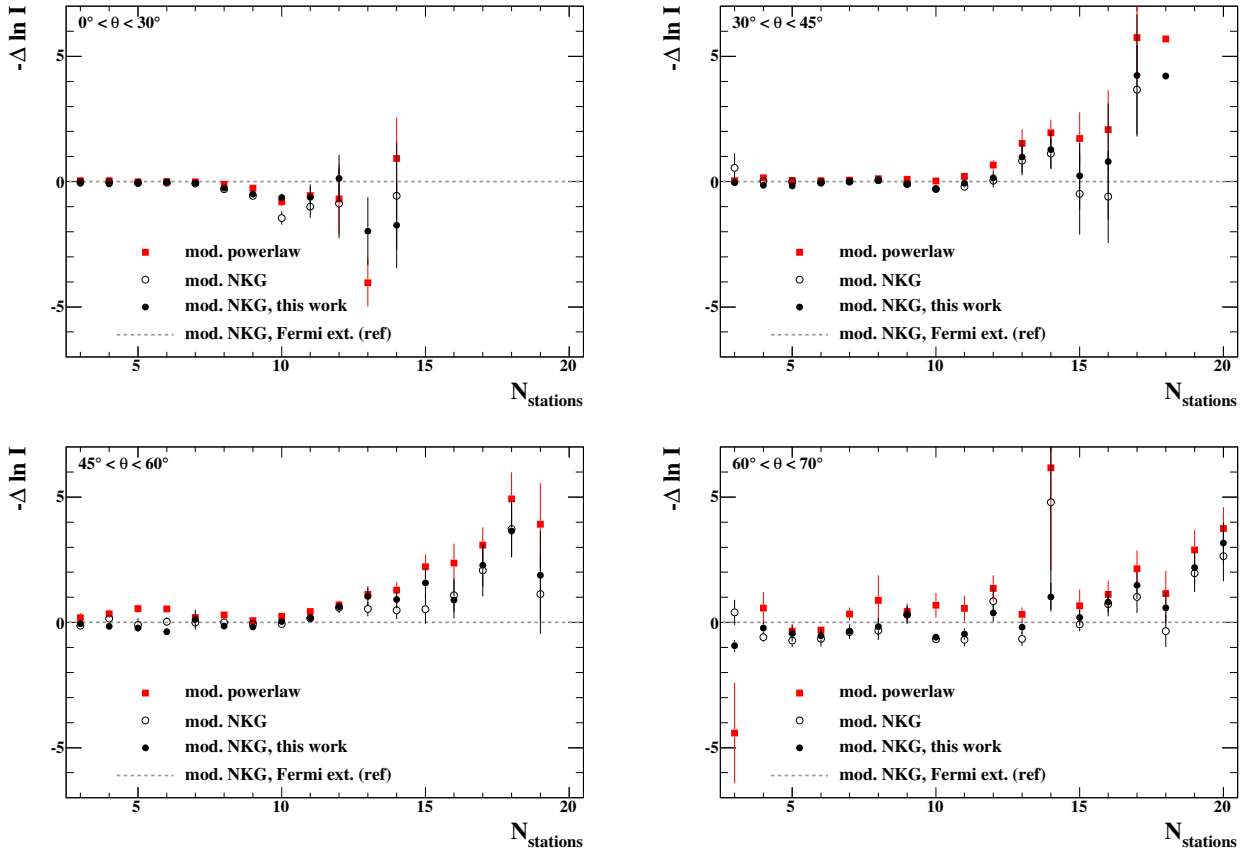 0° < θ < 30°
-Δ ln I
5
0
-5
mod. powerlaw
mod. NKG
mod. NKG, this work
mod. NKG, Fermi ext. (ref)
5 10 15 20
N_stations
30° < θ < 45°
-Δ ln I
5
0
-5
mod. powerlaw
mod. NKG
mod. NKG, this work
mod. NKG, Fermi ext. (ref)
5 10 15 20
N_stations
45° < θ < 60°
-Δ ln I
5
0
-5
mod. powerlaw
mod. NKG
mod. NKG, this work
mod. NKG, Fermi ext. (ref)
5 10 15 20
N_stations
60° < θ < 70°
-Δ ln I
5
0
-5
mod. powerlaw
mod. NKG
mod. NKG, this work
mod. NKG, Fermi ext. (ref)
5 10 15 20
N_stations